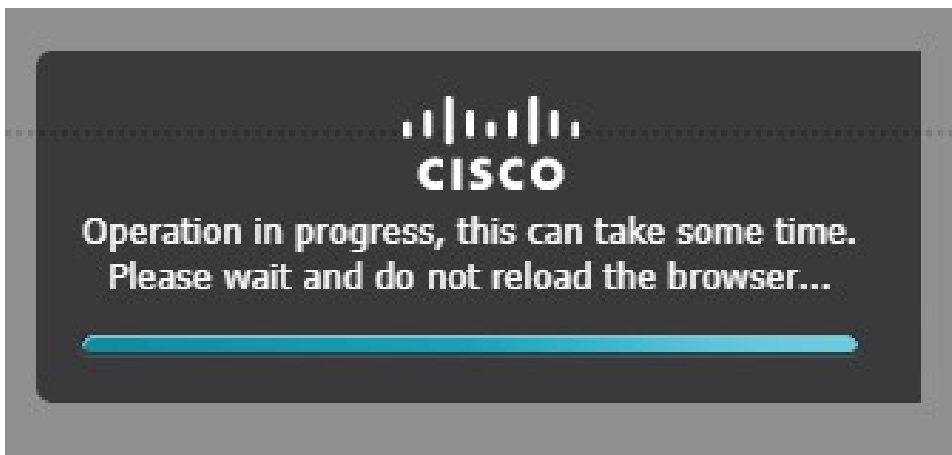 CISCO
Operation in progress, this can take some time.
Please wait and do not reload the browser...